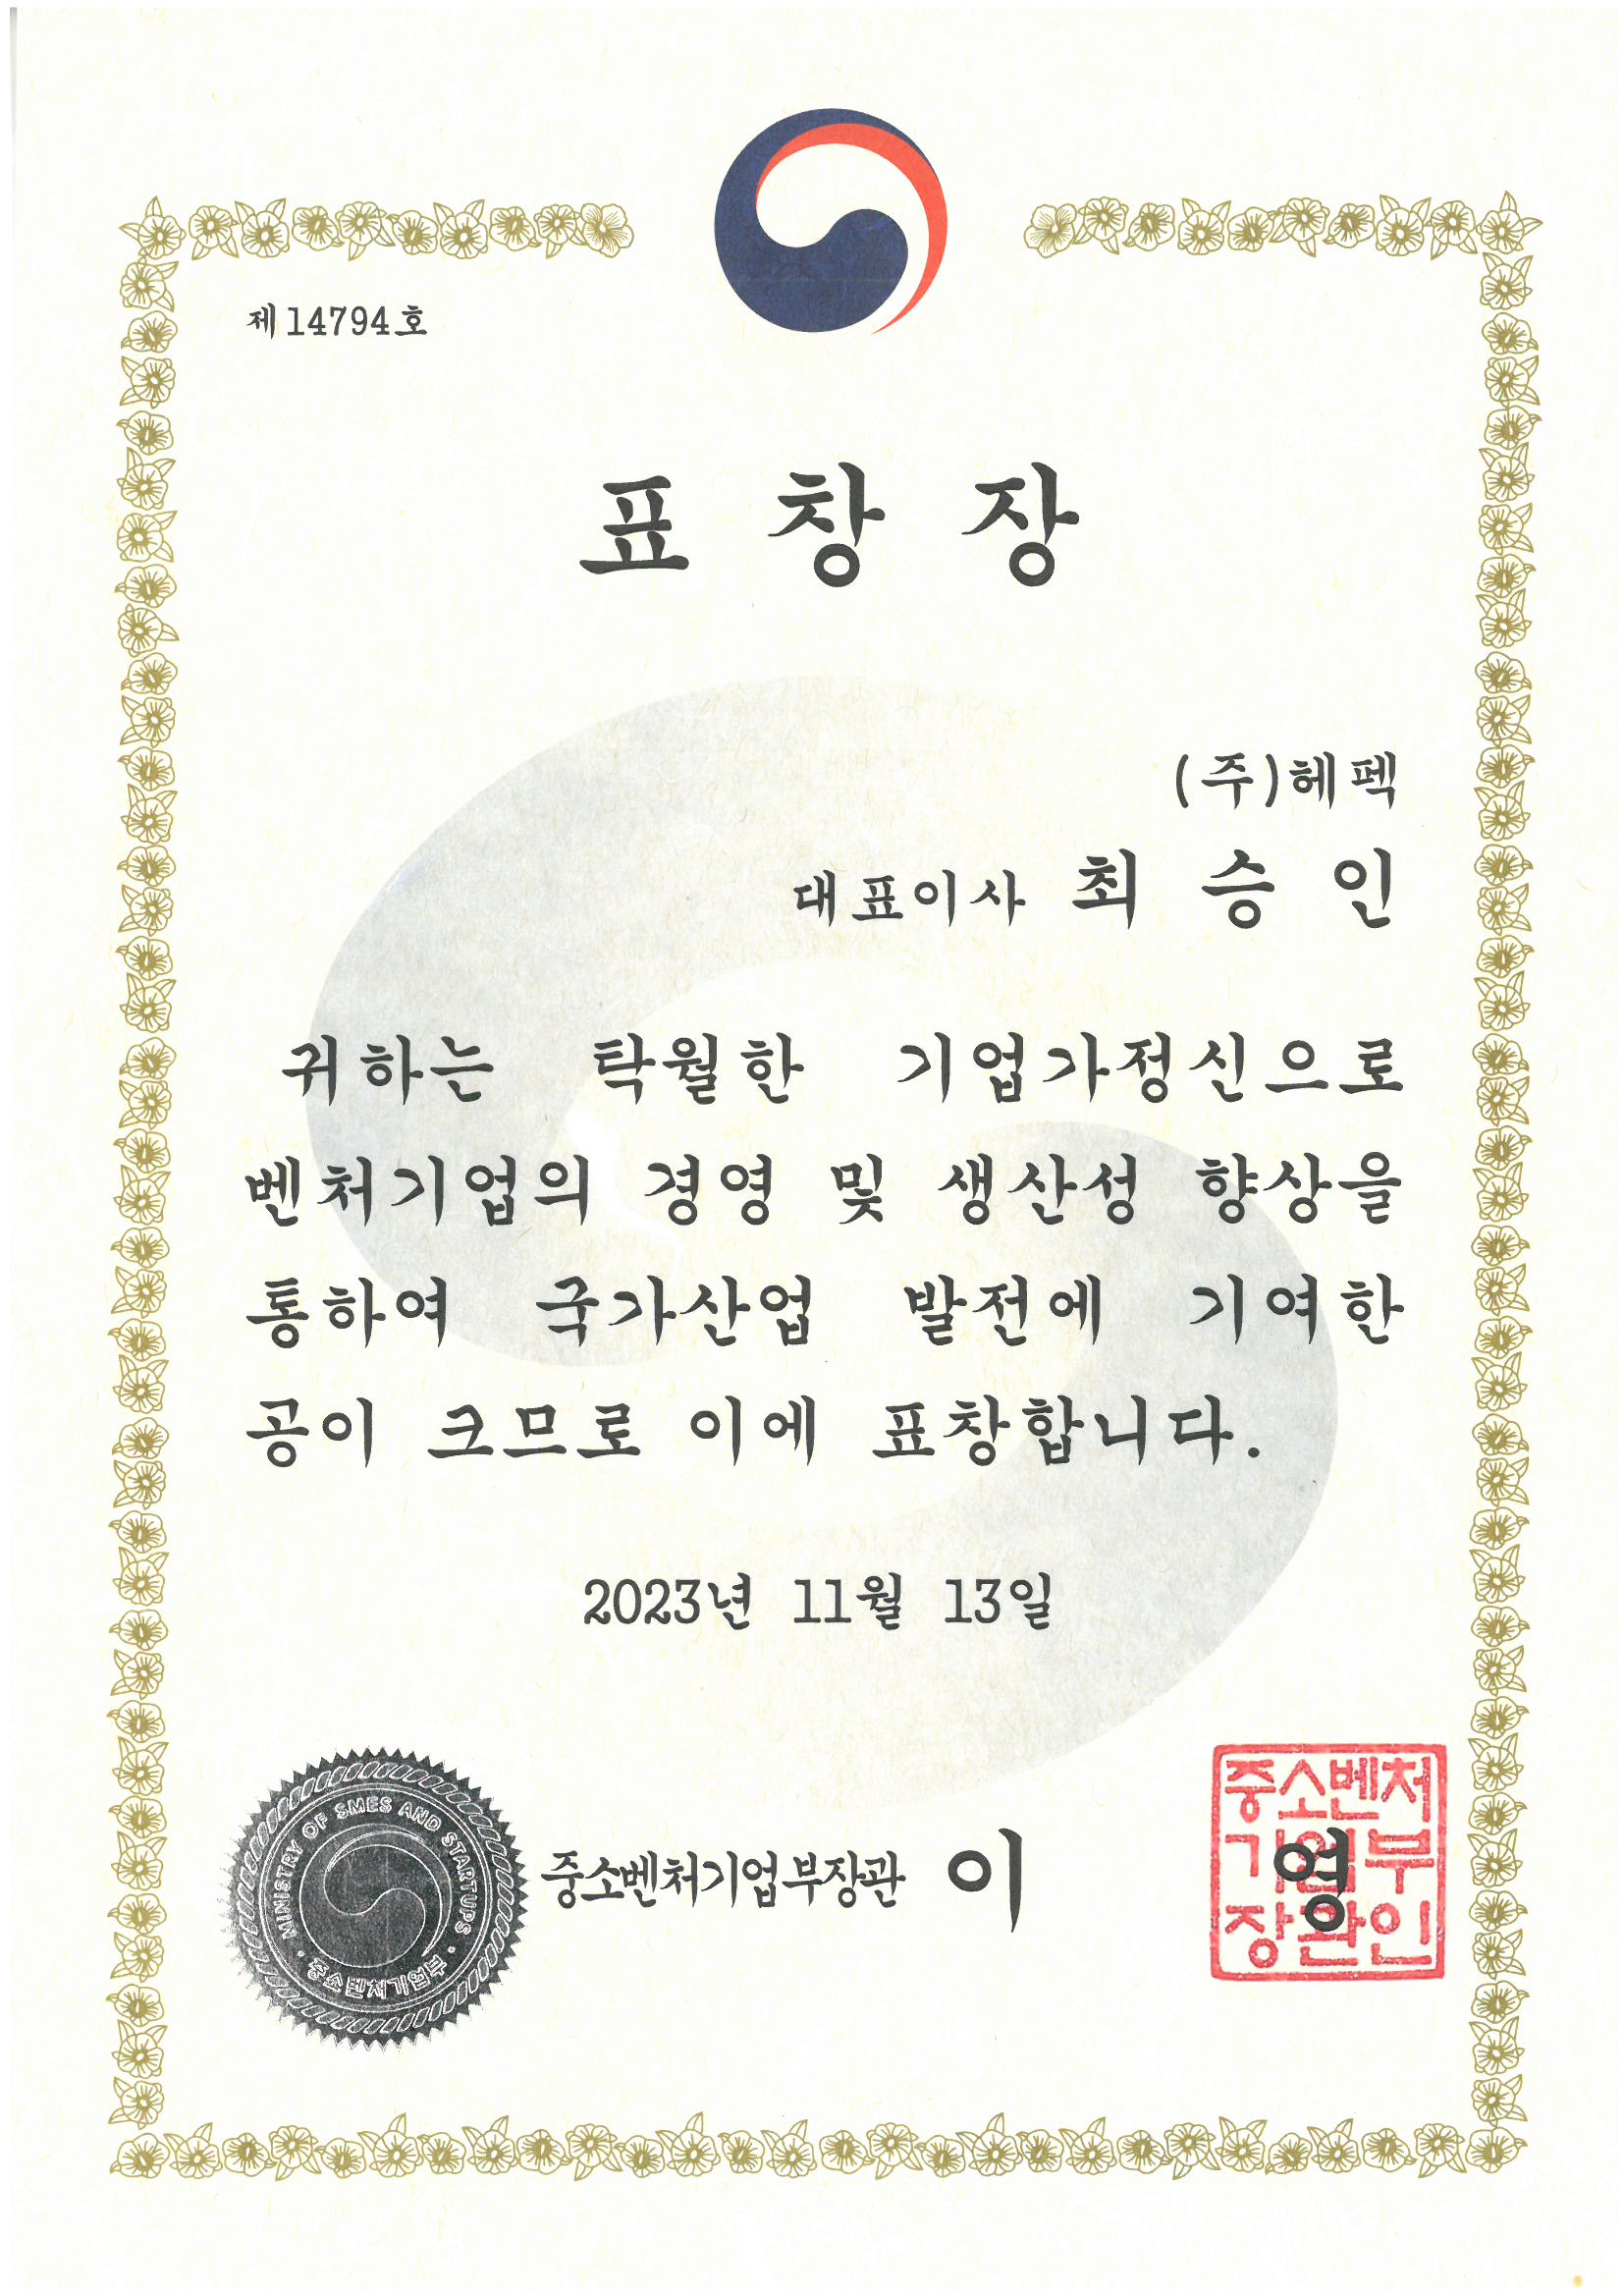 제14794호
표 창 장
(주)헤펙
대표이사 최 승 인
귀하는 탁월한 기업가정신으로
벤처기업의 경영 및 생산성 향상을
통하여 국가산업 발전에 기여한
공이 크므로 이에 표창합니다.
2023년 11월 13일
MINISTRY OF SMES AND STARTUPS
중소벤처기업부
중소벤처기업부장관 이 영
중소벤처
기업부
장관인